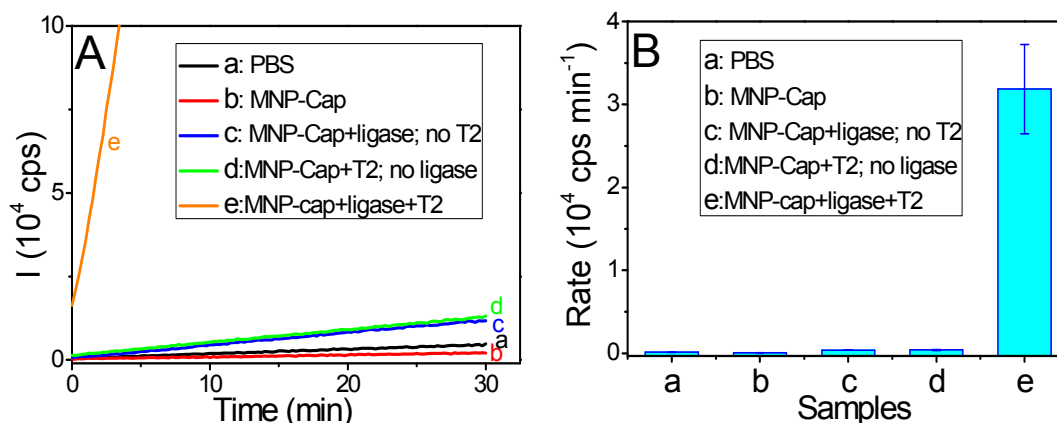 A
10
5
0
I (10⁴ cps)
a: PBS
b: MNP-Cap
c: MNP-Cap+ligase; no T2
d:MNP-Cap+T2; no ligase
e:MNP-cap+ligase+T2
e
d
c
a
b
0 10 20 30
Time (min)
B
4
3
2
1
0
Rate (10⁴ cps min⁻¹)
a: PBS
b: MNP-Cap
c: MNP-Cap+ligase; no T2
d:MNP-Cap+T2; no ligase
e:MNP-cap+ligase+T2
a b c d e
Samples